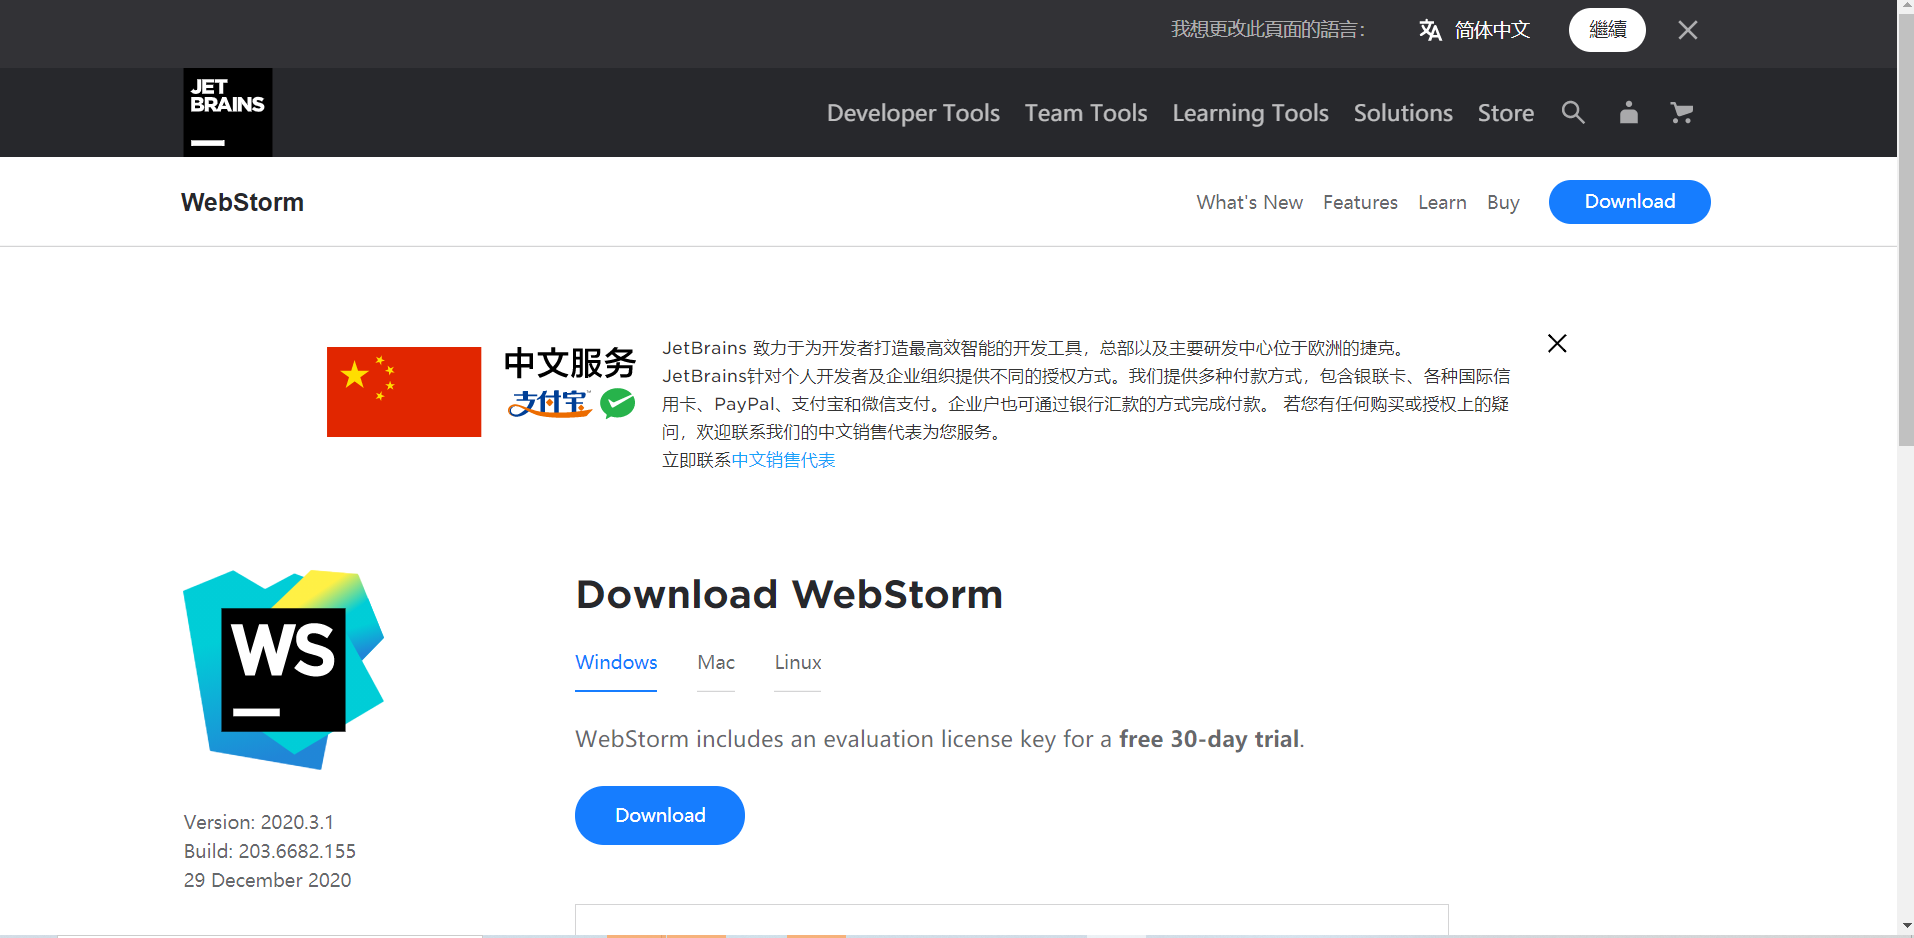 我想更改此頁面的語言：
简体中文
繼續
JET
BRAINS
Developer Tools
Team Tools
Learning Tools
Solutions
Store
WebStorm
What's New
Features
Learn
Buy
Download
中文服务
支付宝
JetBrains 致力于为开发者打造最高效智能的开发工具，总部以及主要研发中心位于欧洲的捷克。
JetBrains针对个人开发者及企业组织提供不同的授权方式。我们提供多种付款方式，包含银联卡、各种国际信
用卡、PayPal、支付宝和微信支付。企业户也可通过银行汇款的方式完成付款。 若您有任何购买或授权上的疑
问，欢迎联系我们的中文销售代表为您服务。
立即联系中文销售代表
WS
Download WebStorm
Windows
Mac
Linux
WebStorm includes an evaluation license key for a free 30-day trial.
Download
Version: 2020.3.1
Build: 203.6682.155
29 December 2020